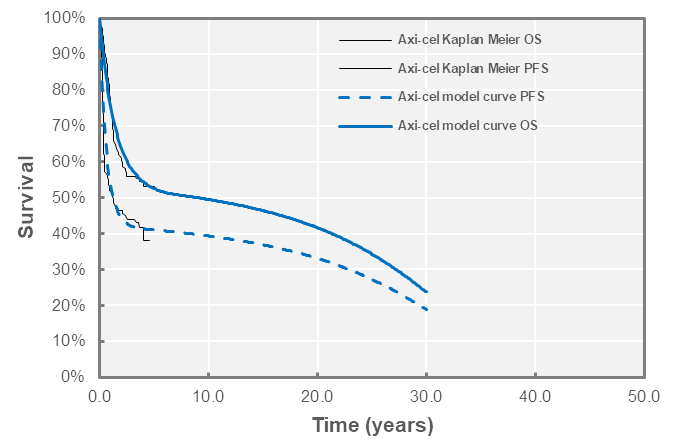 100%
90%
80%
70%
60%
50%
40%
30%
20%
10%
0%
Survival
Axi-cel Kaplan Meier OS
Axi-cel Kaplan Meier PFS
Axi-cel model curve PFS
Axi-cel model curve OS
0.0 10.0 20.0 30.0 40.0 50.0
Time (years)